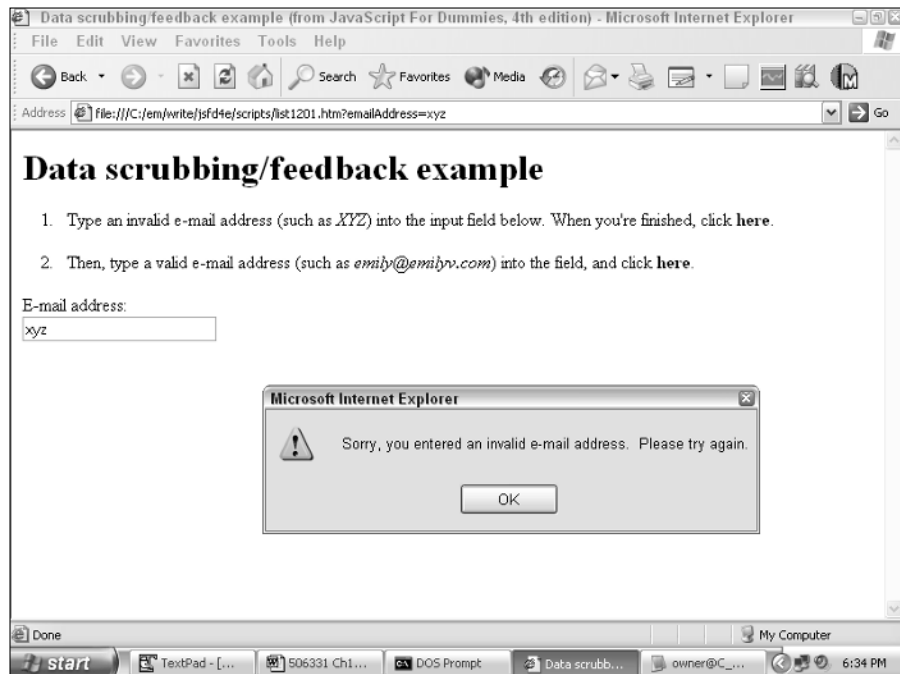 Data scrubbing/feedback example (from JavaScript For Dummies, 4th edition) - Microsoft Internet Explorer
File Edit View Favorites Tools Help
Back Search Favorites Media
Address file:///C:/em/write/jsfd4e/scripts/list1201.htm?emailAddress=xyz Go
Data scrubbing/feedback example
1. Type an invalid e-mail address (such as XYZ) into the input field below. When you're finished, click here.
2. Then, type a valid e-mail address (such as emily@emilyv.com) into the field, and click here.
E-mail address:
xyz
Microsoft Internet Explorer
Sorry, you entered an invalid e-mail address. Please try again.
OK
Done My Computer
start TextPad - [... 506331 Ch1... DOS Prompt Data scrubb... owner@C_... 6:34 PM